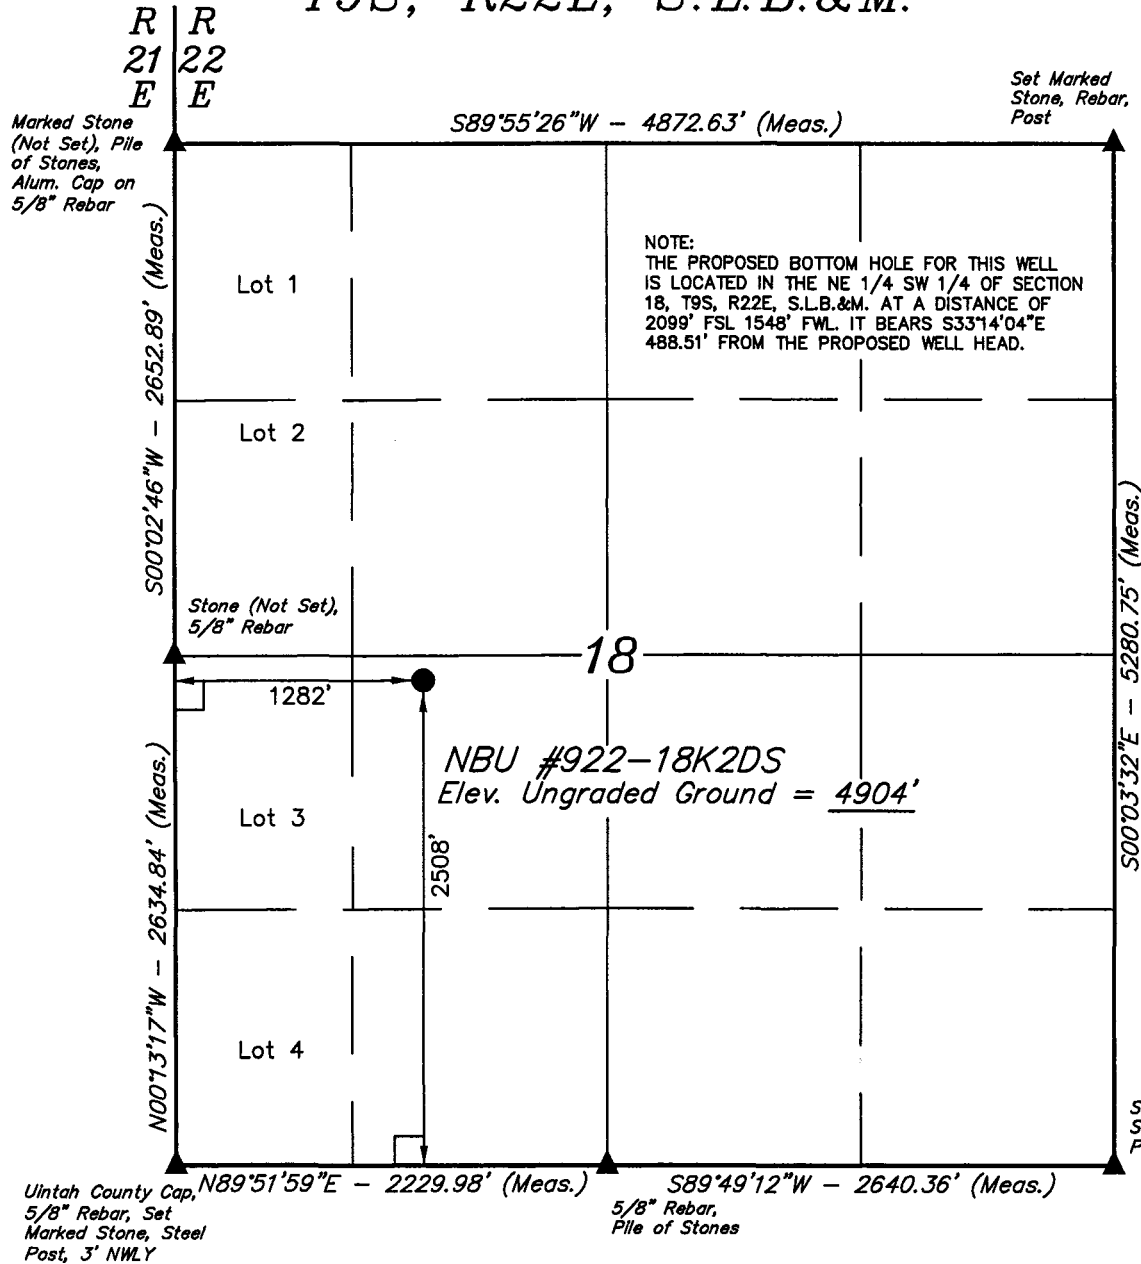 T9S, R22E, S.L.B.&M.
R R
21 22
E E
Set Marked
Stone, Rebar,
Post
Marked Stone
(Not Set), Pile
of Stones,
Alum. Cap on
5/8" Rebar
S89°55'26"W - 4872.63' (Meas.)
S00°02'46"W - 2652.89' (Meas.)
Lot 1
NOTE:
THE PROPOSED BOTTOM HOLE FOR THIS WELL
IS LOCATED IN THE NE 1/4 SW 1/4 OF SECTION
18, T9S, R22E, S.L.B.&M. AT A DISTANCE OF
2099' FSL 1548' FWL. IT BEARS S33°14'04"E
488.51' FROM THE PROPOSED WELL HEAD.
Lot 2
S00°03'32"E - 5280.75' (Meas.)
Stone (Not Set),
5/8" Rebar
18
1282'
NBU #922-18K2DS
Elev. Ungraded Ground = 4904'
N00°13'17"W - 2634.84' (Meas.)
Lot 3
2508'
Lot 4
S
S
P
N89°51'59"E - 2229.98' (Meas.)
S89°49'12"W - 2640.36' (Meas.)
Uintah County Cap,
5/8" Rebar, Set
Marked Stone, Steel
Post, 3' NWLY
5/8" Rebar,
Pile of Stones